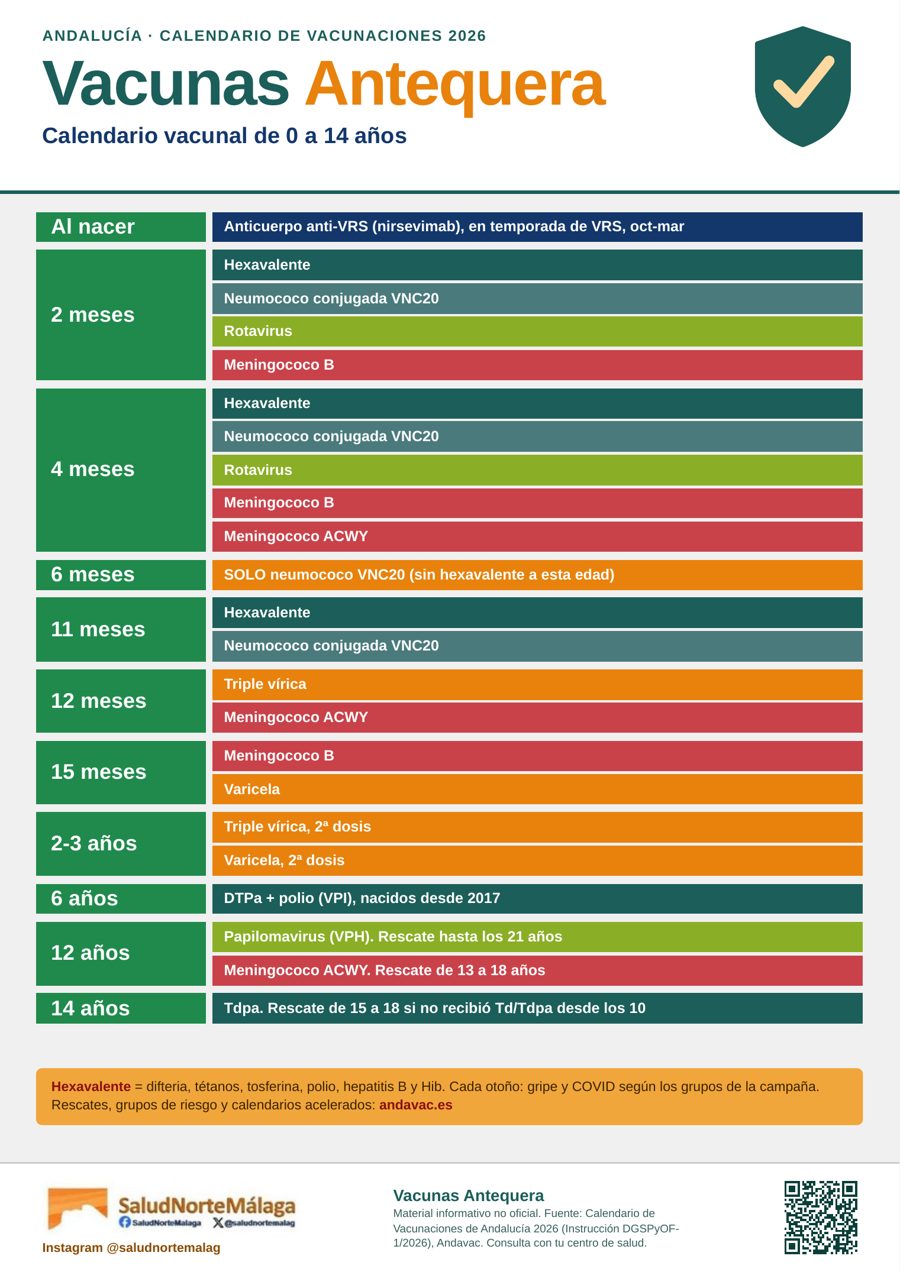 ANDALUCÍA · CALENDARIO DE VACUNACIONES 2026
Vacunas Antequera
Calendario vacunal de 0 a 14 años
Al nacer
Anticuerpo anti-VRS (nirsevimab), en temporada de VRS, oct-mar
2 meses
Hexavalente
Neumococo conjugada VNC20
Rotavirus
Meningococo B
4 meses
Hexavalente
Neumococo conjugada VNC20
Rotavirus
Meningococo B
Meningococo ACWY
6 meses
SOLO neumococo VNC20 (sin hexavalente a esta edad)
11 meses
Hexavalente
Neumococo conjugada VNC20
12 meses
Triple vírica
Meningococo ACWY
15 meses
Meningococo B
Varicela
2-3 años
Triple vírica, 2ª dosis
Varicela, 2ª dosis
6 años
DTPa + polio (VPI), nacidos desde 2017
12 años
Papilomavirus (VPH). Rescate hasta los 21 años
Meningococo ACWY. Rescate de 13 a 18 años
14 años
Tdpa. Rescate de 15 a 18 si no recibió Td/Tdpa desde los 10
Hexavalente = difteria, tétanos, tosferina, polio, hepatitis B y Hib. Cada otoño: gripe y COVID según los grupos de la campaña.
Rescates, grupos de riesgo y calendarios acelerados: andavac.es
SaludNorteMálaga
SaludNorteMalaga @saludnortemalag
Instagram @saludnortemalag
Vacunas Antequera
Material informativo no oficial. Fuente: Calendario de
Vacunaciones de Andalucía 2026 (Instrucción DGSPyOF-
1/2026), Andavac. Consulta con tu centro de salud.